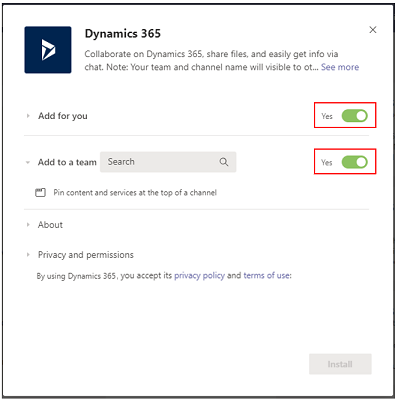 Dynamics 365
Collaborate on Dynamics 365, share files, and easily get info via
chat. Note: Your team and channel name will visible to ot... See more
Add for you Yes
Add to a team Search Yes
Pin content and services at the top of a channel
About
Privacy and permissions
By using Dynamics 365, you accept its privacy policy and terms of use:
Install